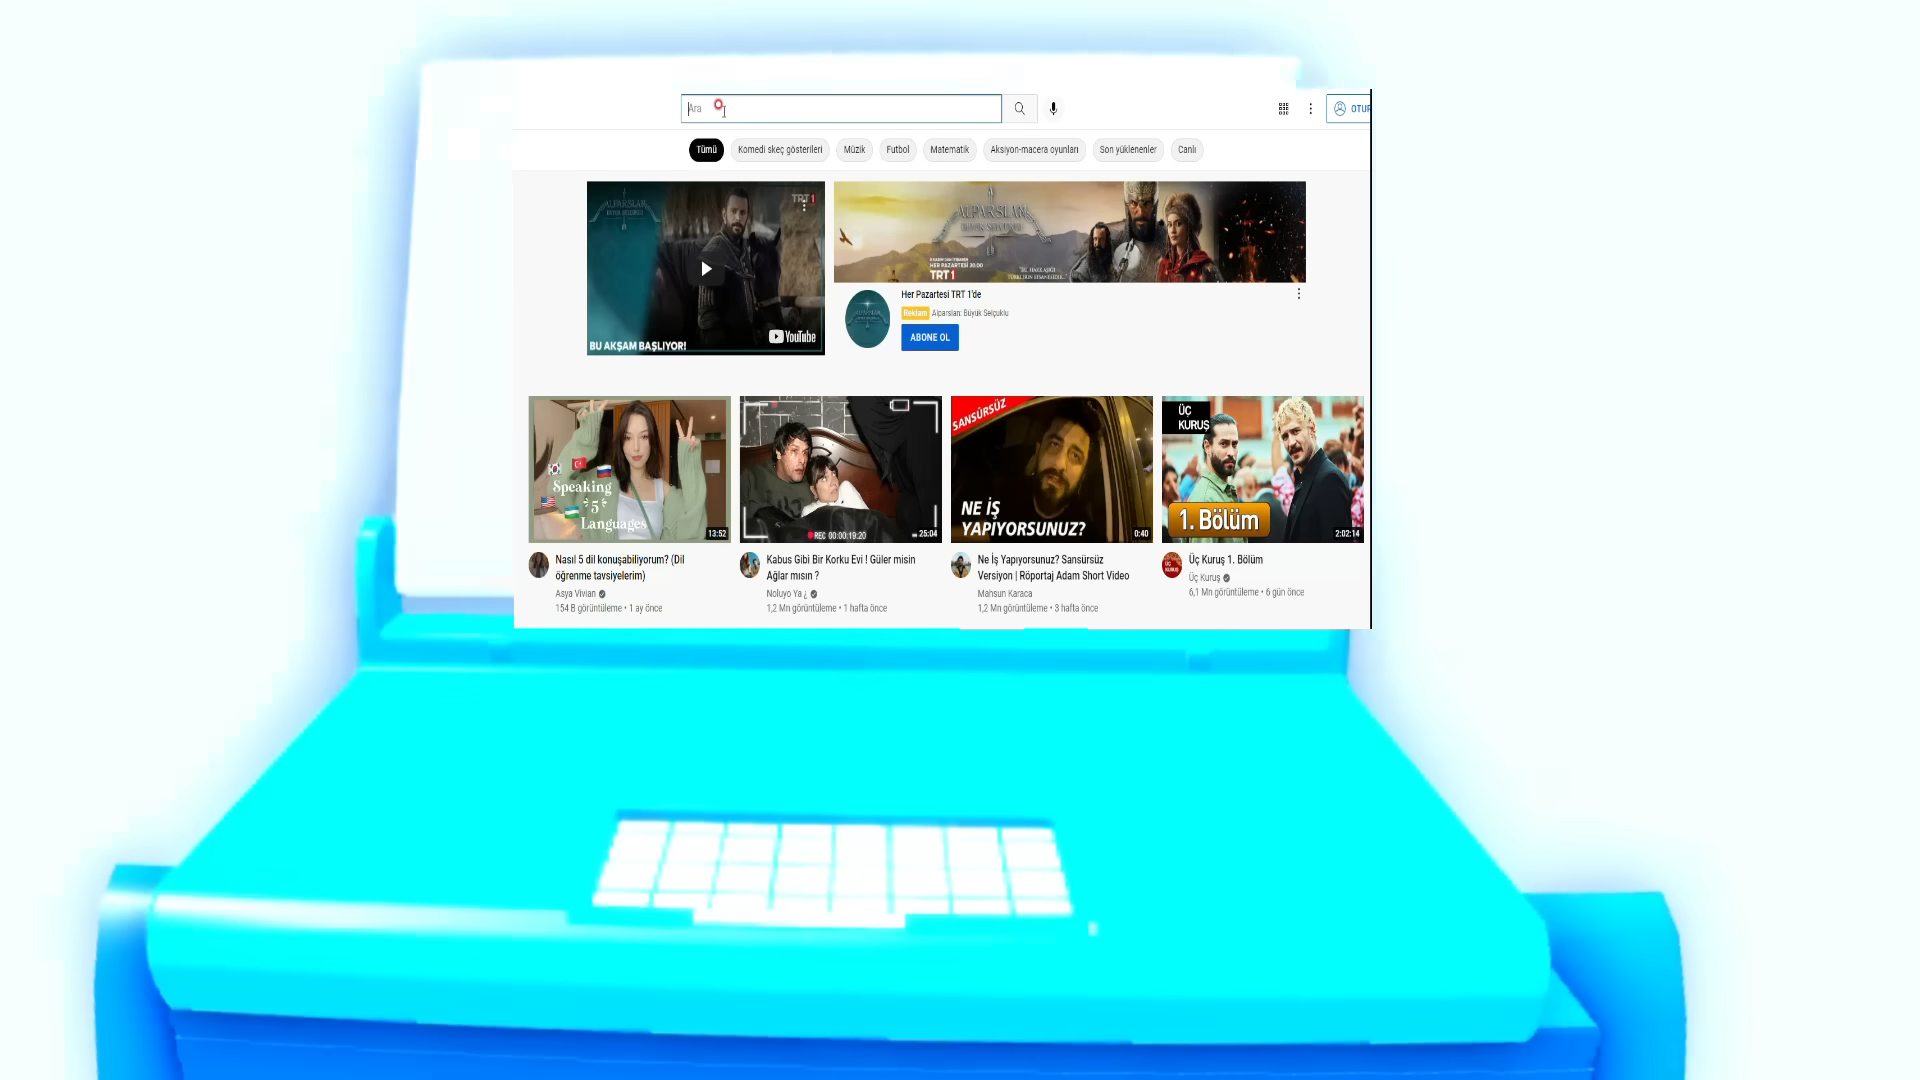 Ara
OTUR
Tümü
Komedi skeç gösterileri
Müzik
Futbol
Matematik
Aksiyon-macera oyunları
Son yüklenenler
Canlı
ALPARSLAN
TRT 1
BU AKŞAM BAŞLIYOR!
YouTube
ALPARSLAN
BÜYÜK SELÇUKLU
HER PAZARTESİ 20.00
TRT1
Her Pazartesi TRT 1'de
Reklam Alparslan: Büyük Selçuklu
ABONE OL
Speaking
5
Languages
13:52
REC 00:00:19:20
25:04
SANSÜRSÜZ
NE İŞ
YAPIYORSUNUZ?
0:40
ÜÇ
KURUŞ
1. Bölüm
2:02:14
Nasıl 5 dil konuşabiliyorum? (Dil
öğrenme tavsiyelerim)
Asya Vivian
154 B görüntüleme • 1 ay önce
Kabus Gibi Bir Korku Evi ! Güler misin
Ağlar mısın ?
Noluyo Ya ¿
1,2 Mn görüntüleme • 1 hafta önce
Ne İş Yapıyorsunuz? Sansürsüz
Versiyon | Röportaj Adam Short Video
Mahsun Karaca
1,2 Mn görüntüleme • 3 hafta önce
Üç Kuruş 1. Bölüm
Üç Kuruş
6,1 Mn görüntüleme • 6 gün önce